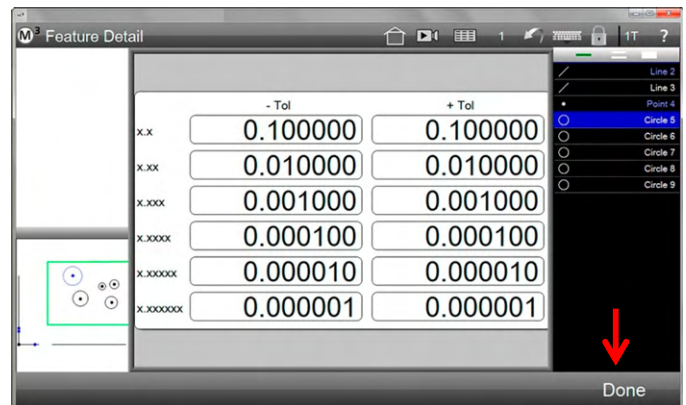 M³ Feature Detail 1 1T ?
Line 2
Line 3
Point 4
Circle 5
Circle 6
Circle 7
Circle 8
Circle 9
- Tol + Tol
x.x 0.100000 0.100000
x.xx 0.010000 0.010000
x.xxx 0.001000 0.001000
x.xxxx 0.000100 0.000100
x.xxxxx 0.000010 0.000010
x.xxxxxx 0.000001 0.000001
Done